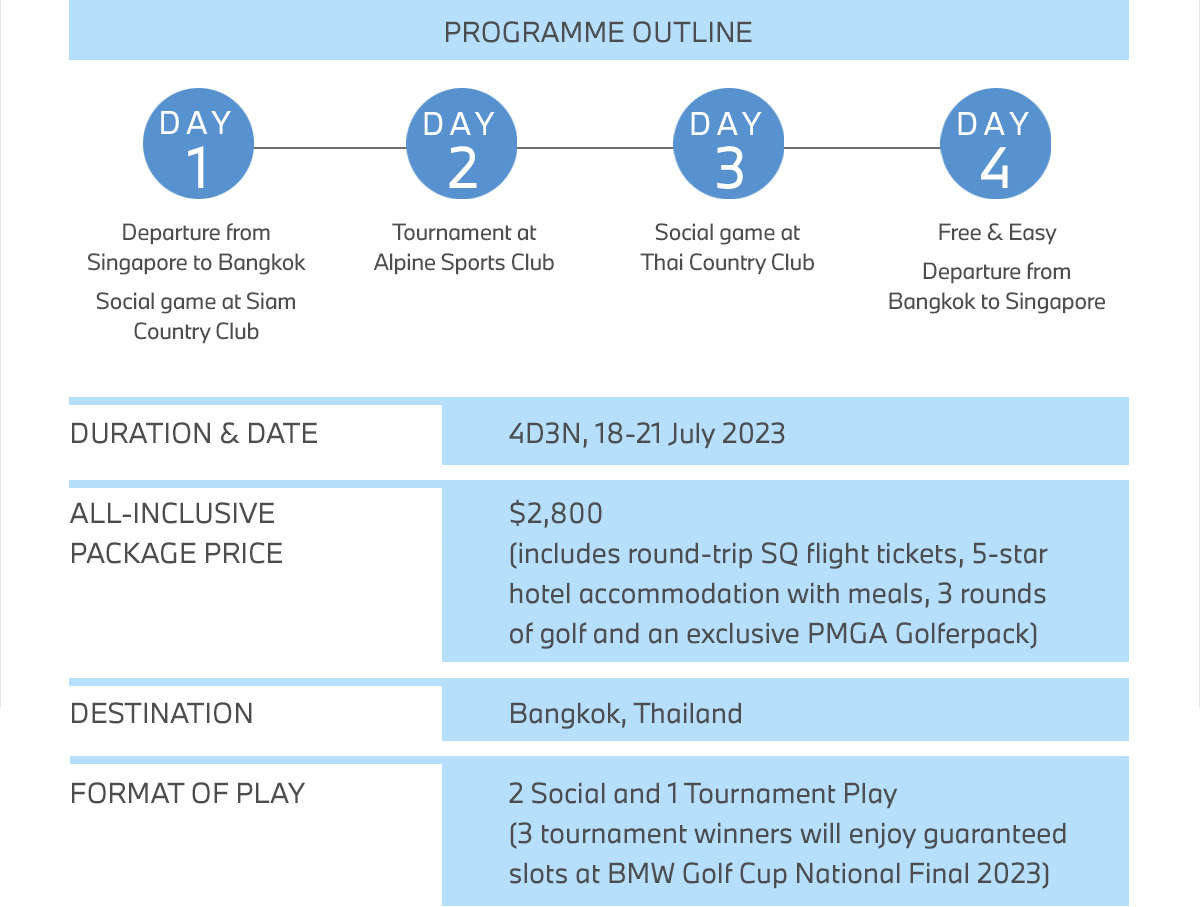 PROGRAMME OUTLINE
DAY
1
DAY
2
DAY
3
DAY
4
Departure from
Singapore to Bangkok
Social game at Siam
Country Club
Tournament at
Alpine Sports Club
Social game at
Thai Country Club
Free & Easy
Departure from
Bangkok to Singapore
DURATION & DATE
4D3N, 18-21 July 2023
ALL-INCLUSIVE
PACKAGE PRICE
$2,800
(includes round-trip SQ flight tickets, 5-star
hotel accommodation with meals, 3 rounds
of golf and an exclusive PMGA Golferpack)
DESTINATION
Bangkok, Thailand
FORMAT OF PLAY
2 Social and 1 Tournament Play
(3 tournament winners will enjoy guaranteed
slots at BMW Golf Cup National Final 2023)